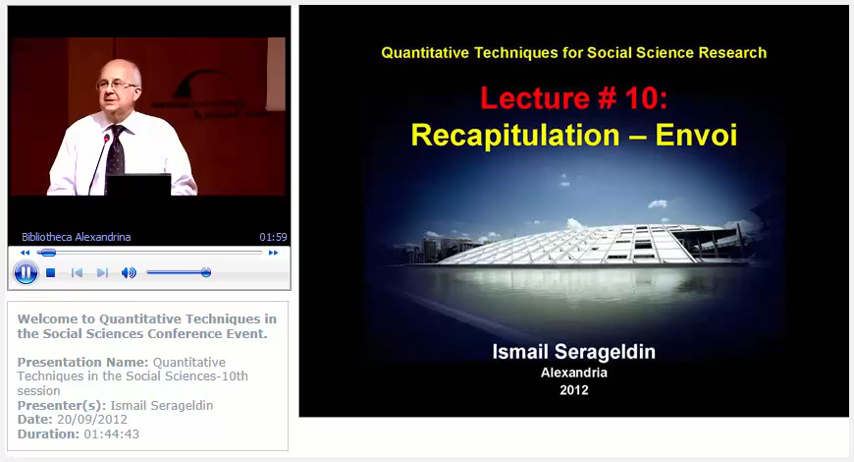 Bibliotheca Alexandrina
01:59
Welcome to Quantitative Techniques in
the Social Sciences Conference Event.
Presentation Name: Quantitative
Techniques in the Social Sciences-10th
session
Presenter(s): Ismail Serageldin
Date: 20/09/2012
Duration: 01:44:43
Quantitative Techniques for Social Science Research
Lecture # 10:
Recapitulation – Envoi
Ismail Serageldin
Alexandria
2012